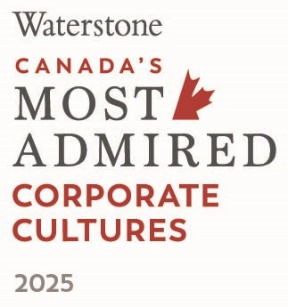 Waterstone
CANADA'S
MOST
ADMIRED
CORPORATE
CULTURES
2025